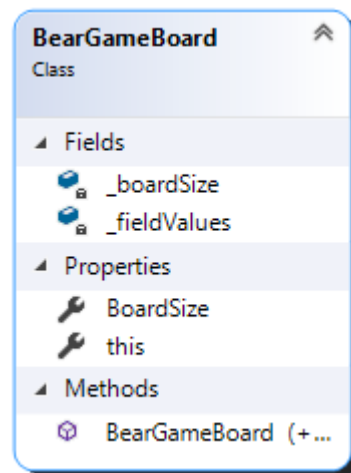 BearGameBoard
Class
Fields
_boardSize
_fieldValues
Properties
BoardSize
this
Methods
BearGameBoard (+...